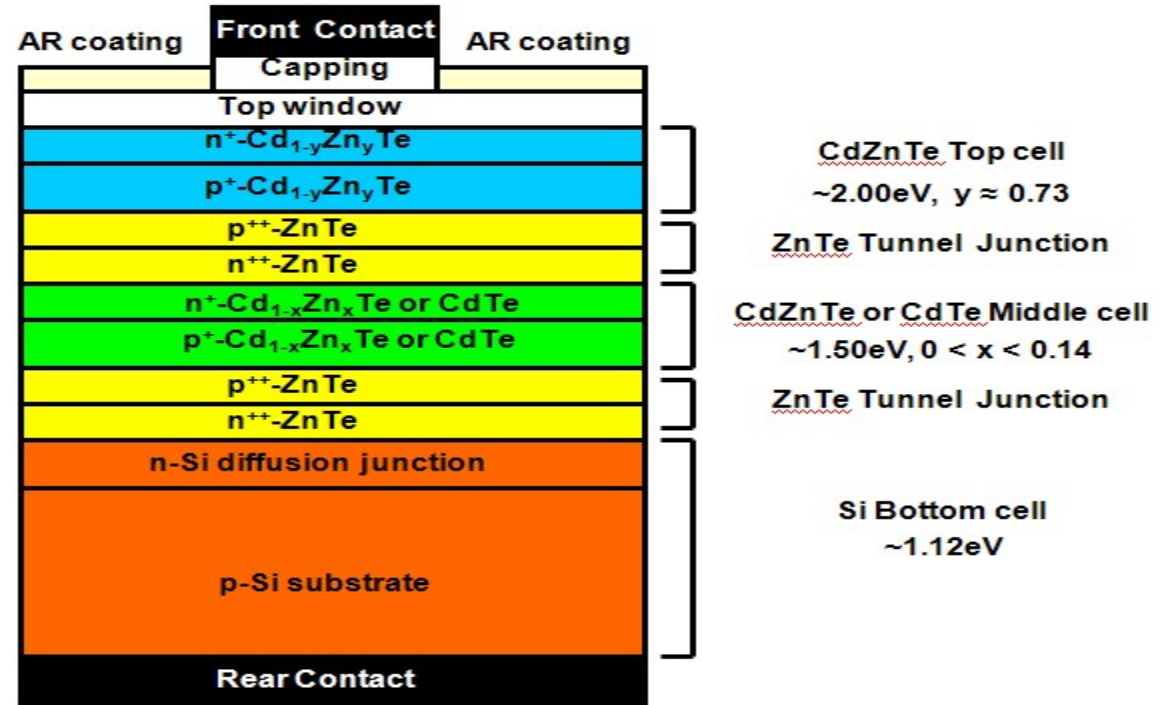 AR coating
Front Contact
AR coating
Capping
Top window
n⁺-Cd₁₋yZnyTe
p⁺-Cd₁₋yZnyTe
CdZnTe Top cell
~2.00eV, y ≈ 0.73
p⁺⁺-ZnTe
n⁺⁺-ZnTe
ZnTe Tunnel Junction
n⁺-Cd₁₋ₓZnₓTe or CdTe
p⁺-Cd₁₋ₓZnₓTe or CdTe
CdZnTe or CdTe Middle cell
~1.50eV, 0 < x < 0.14
p⁺⁺-ZnTe
n⁺⁺-ZnTe
ZnTe Tunnel Junction
n-Si diffusion junction
p-Si substrate
Si Bottom cell
~1.12eV
Rear Contact